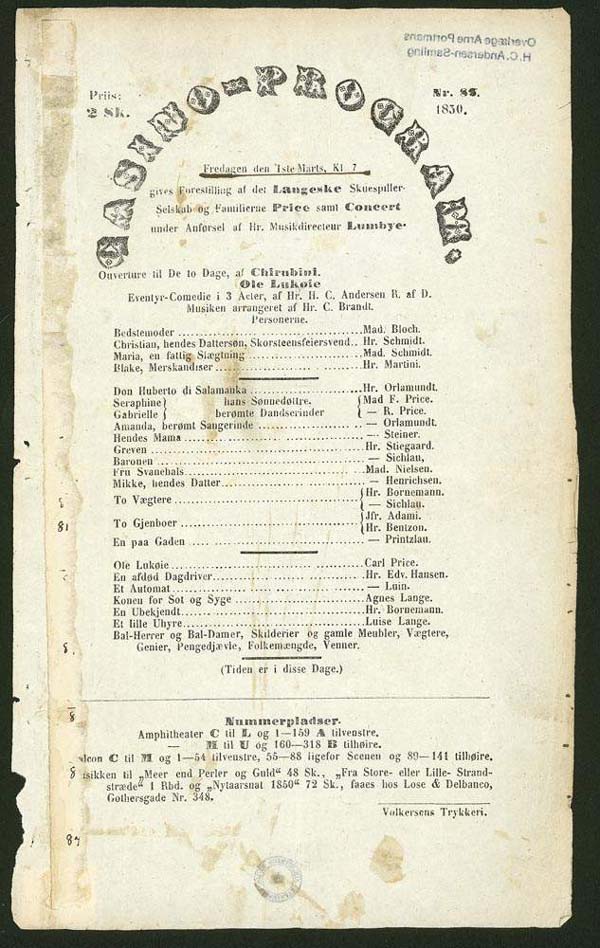 Overlæge Arne Portmans
H.C. Andersen-Samling
CASINO-PROGRAM.
Priis:
2 SK.
Nr. 85.
1850.
Fredagen den 1ste Marts, Kl 7
gives Forestilling af det Langeske Skuespiller-
Selskab og Familierne Price samt Concert
under Anførsel af Hr. Musikdirecteur Lumbye.
Ouverture til De to Dage, af Chirubini.
Ole Lukøie
Eventyr-Comedie i 3 Acter, af Hr. H. C. Andersen R. af D.
Musiken arrangeret af Hr. C. Brandt.
Personerne.
Bedstemoder ... Mad. Bloch.
Christian, hendes Dattersøn, Skorsteensfeiersvend.. Hr. Schmidt.
Maria, en fattig Slægtning ... Mad. Schmidt.
Blake, Merskandiser ... Hr. Martini.
Don Huberto di Salamanka ... Hr. Orlamundt.
Seraphine } hans Sønnedøttre, { Mad F. Price.
Gabrielle } berømte Dandserinder { — R. Price.
Amanda, berømt Sangerinde ... — Orlamundt.
Hendes Mama ... — Steiner.
Greven ... Hr. Stiegaard.
Baronen ... — Sichlau,
Fru Svanehals ... Mad. Nielsen.
Mikke, hendes Datter ... — Henrichsen.
To Vægtere ... { Hr. Bornemann.
{ — Sichlau.
To Gjenboer ... { Jfr. Adami.
{ Hr. Bentzon.
En paa Gaden ... — Printzlau.
Ole Lukøie ... Carl Price.
En afdød Dagdriver ... Hr. Edv. Hansen.
Et Automat ... — Luin.
Konen for Sot og Syge ... Agnes Lange.
En Ubekjendt ... Hr. Bornemann.
Et lille Uhyre ... Luise Lange.
Bal-Herrer og Bal-Damer, Skilderier og gamle Meubler, Vægtere,
Genier, Pengedjævle, Folkemængde, Venner.
(Tiden er i disse Dage.)
Nummerpladser.
Amphitheater C til L og 1—159 A tilvenstre.
— M til U og 160—318 B tilhøire.
lcon C til M og 1—54 tilvenstre, 55—88 ligefor Scenen og 89—141 tilhøire.
sikken til „Meer end Perler og Guld“ 48 Sk., „Fra Store- eller Lille- Strand-
stræde“ 1 Rbd. og „Nytaarsnat 1850“ 72 Sk., faaes hos Lose & Delbanco,
Gothersgade Nr. 348.
Volkersens Trykkeri.